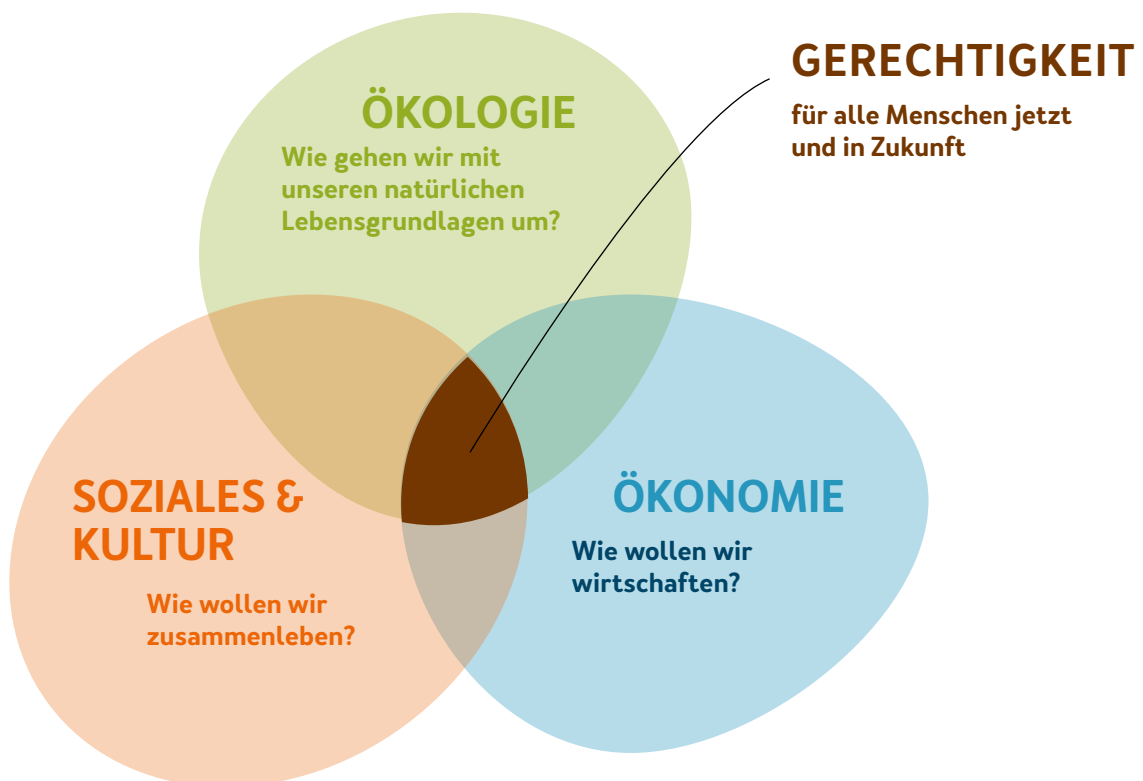 ÖKOLOGIE
Wie gehen wir mit
unseren natürlichen
Lebensgrundlagen um?
GERECHTIGKEIT
für alle Menschen jetzt
und in Zukunft
SOZIALES &
KULTUR
Wie wollen wir
zusammenleben?
ÖKONOMIE
Wie wollen wir
wirtschaften?